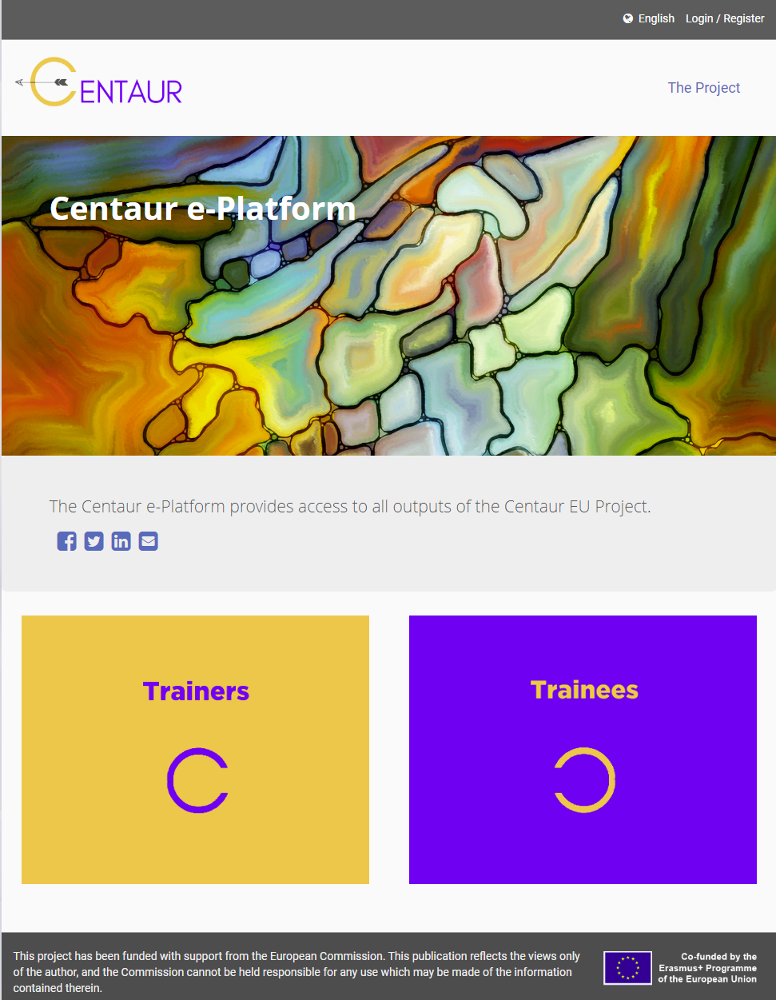 English Login / Register
CENTAUR
The Project
Centaur e-Platform
The Centaur e-Platform provides access to all outputs of the Centaur EU Project.
Trainers
Trainees
This project has been funded with support from the European Commission. This publication reflects the views only
of the author, and the Commission cannot be held responsible for any use which may be made of the information
contained therein.
Co-funded by the
Erasmus+ Programme
of the European Union